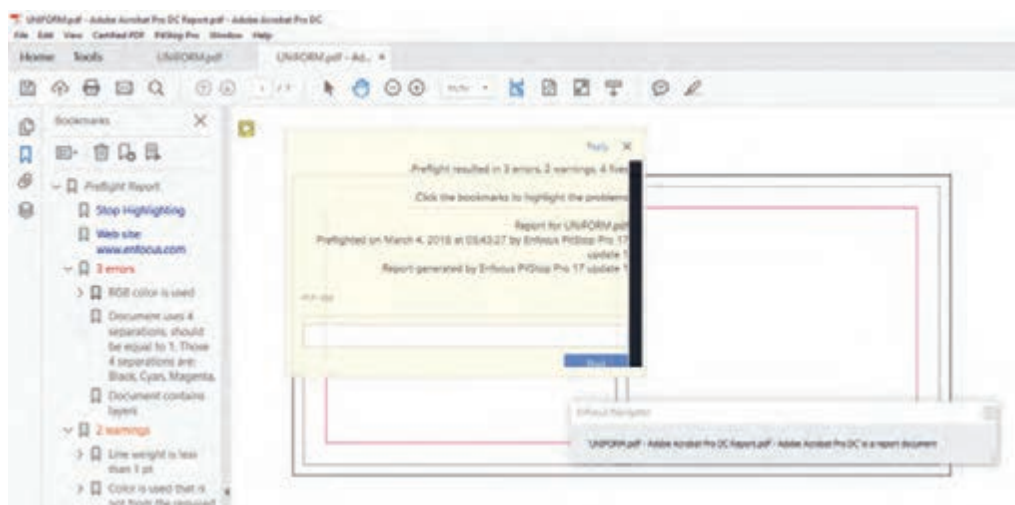 UNIFORM.pdf - Adobe Acrobat Pro DC Report.pdf - Adobe Acrobat Pro DC
File Edit View Certified PDF PitStop Pro Window Help
Home Tools UNIFORM.pdf UNIFORM.pdf - Ad... ×
Bookmarks
Preflight Report
Stop Highlighting
Web site
www.enfocus.com
3 errors
RGB color is used
Document uses 4
separations, should
be equal to 1. Those
4 separations are:
Black, Cyan, Magenta,
Document contains
layers
2 warnings
Line weight is less
than 1 pt
Color is used that is
not from the required
Reply ×
Preflight resulted in 3 errors, 2 warnings, 4 fixes
Click the bookmarks to highlight the problems
Report for UNIFORM.pdf
Preflighted on March 4, 2018 at 03:43:27 by Enfocus PitStop Pro 17
update 1
Report generated by Enfocus PitStop Pro 17 update 1
Post
Enfocus Navigator
'UNIFORM.pdf - Adobe Acrobat Pro DC Report.pdf - Adobe Acrobat Pro DC' is a report document